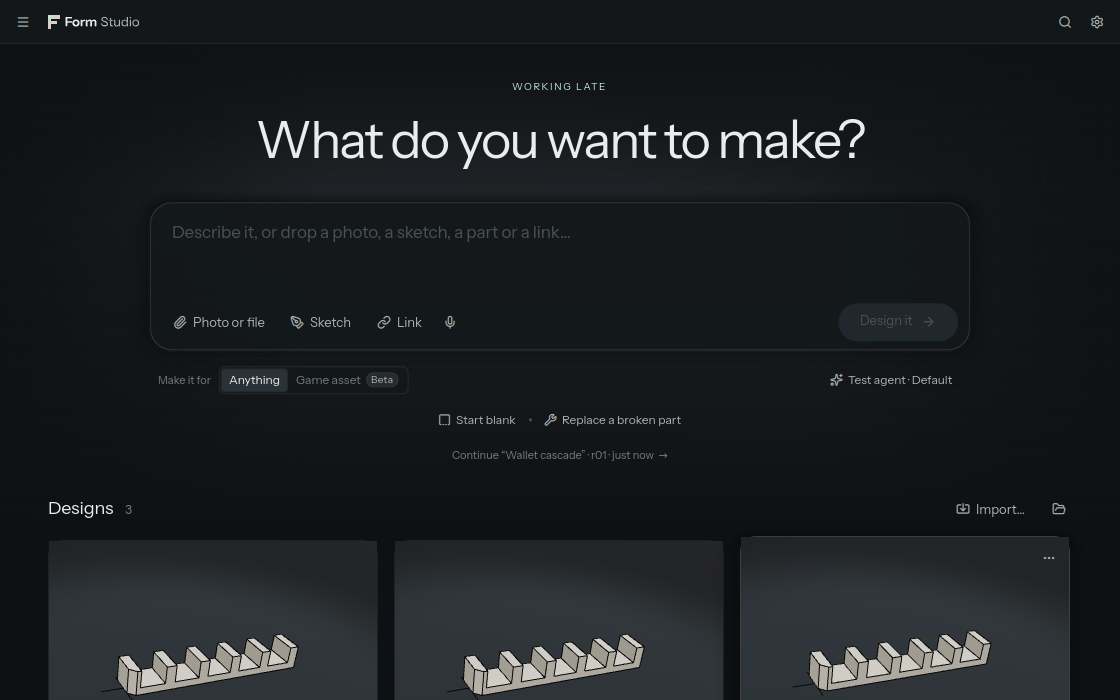 Form Studio
WORKING LATE
What do you want to make?
Describe it, or drop a photo, a sketch, a part or a link...
Photo or file
Sketch
Link
Design it →
Make it for
Anything
Game asset
Beta
Test agent · Default
Start blank
Replace a broken part
Continue “Wallet cascade” · r01 · just now →
Designs 3
Import...